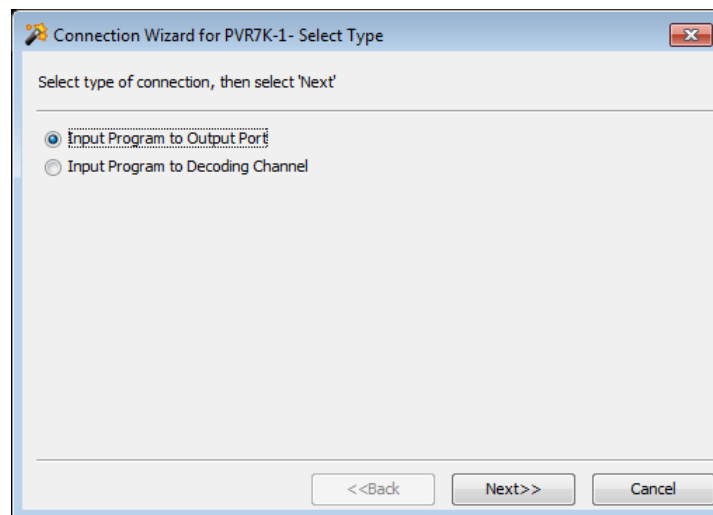 Connection Wizard for PVR7K-1- Select Type
Select type of connection, then select 'Next'
Input Program to Output Port
Input Program to Decoding Channel
<<Back Next>> Cancel